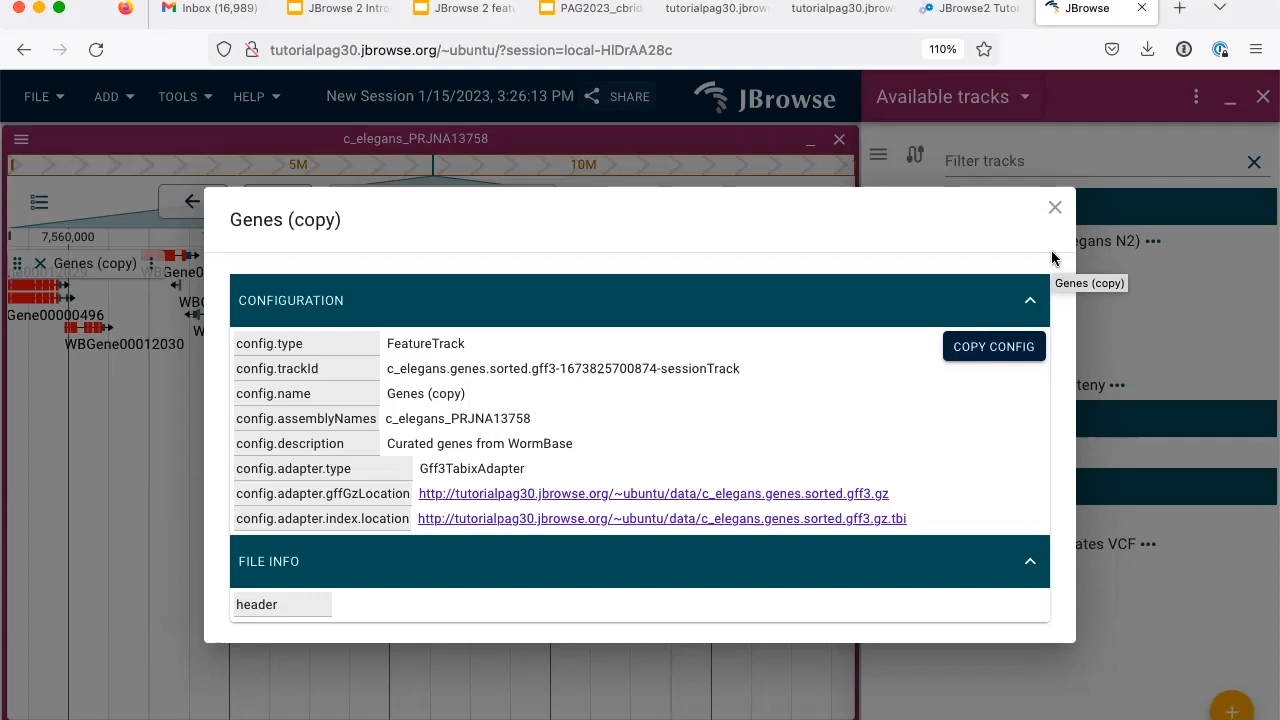 Inbox (16,989)
JBrowse 2 Intro
JBrowse 2 feat
PAG2023_cbrid
tutorialpag30.jbrow
tutorialpag30.jbrow
JBrowse2 Tuto
JBrowse
tutorialpag30.jbrowse.org/~ubuntu/?session=local-HlDrAA28c
110%
FILE ADD TOOLS HELP New Session 1/15/2023, 3:26:13 PM SHARE JBrowse
Available tracks
c_elegans_PRJNA13758
5M 10M
Filter tracks
7,560,000
Genes (copy)
WBGene0
Gene00000496
WBG
WBGene00012030
egans N2)
teny
ates VCF
Genes (copy)
Genes (copy)
CONFIGURATION
COPY CONFIG
config.type FeatureTrack
config.trackId c_elegans.genes.sorted.gff3-1673825700874-sessionTrack
config.name Genes (copy)
config.assemblyNames c_elegans_PRJNA13758
config.description Curated genes from WormBase
config.adapter.type Gff3TabixAdapter
config.adapter.gffGzLocation http://tutorialpag30.jbrowse.org/~ubuntu/data/c_elegans.genes.sorted.gff3.gz
config.adapter.index.location http://tutorialpag30.jbrowse.org/~ubuntu/data/c_elegans.genes.sorted.gff3.gz.tbi
FILE INFO
header